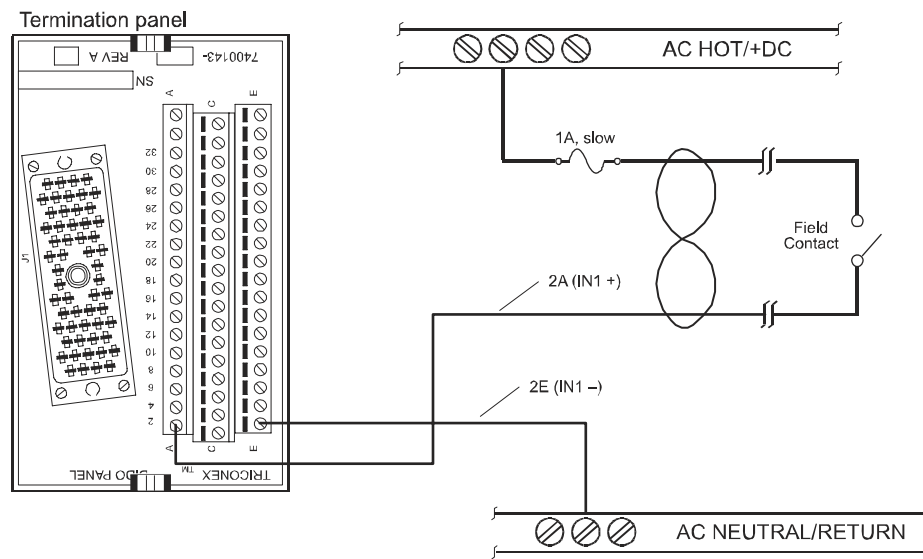 Termination panel
7400143-
REV A
SN
A
C
E
32
30
28
26
24
22
20
18
16
14
12
10
8
6
4
2
J1
A
C
E
TRICONEX
TM
DIDO PANEL
AC HOT/+DC
1A, slow
Field
Contact
2A (IN1 +)
2E (IN1 –)
AC NEUTRAL/RETURN